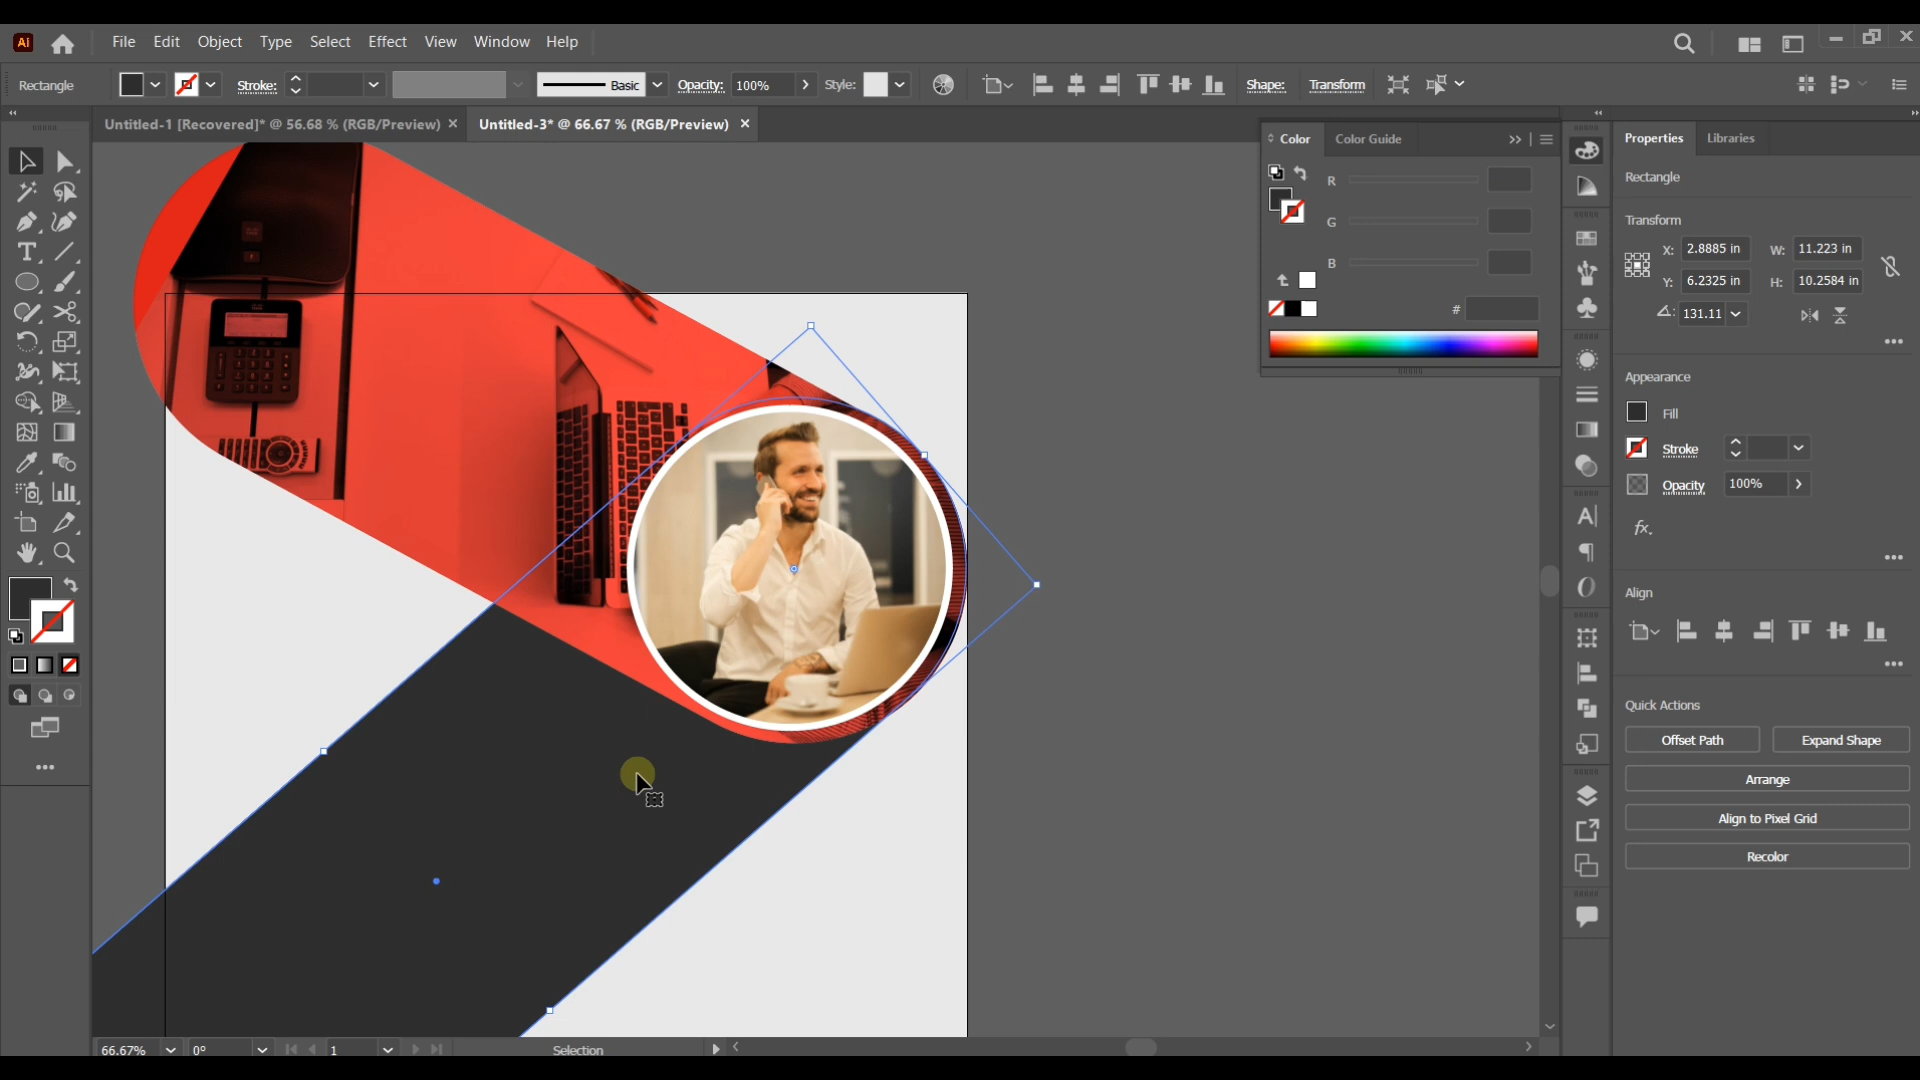 Ai File Edit Object Type Select Effect View Window Help
Rectangle Stroke: Basic Opacity: 100% Style: Shape: Transform
Untitled-1 [Recovered]* @ 56.68 % (RGB/Preview) Untitled-3* @ 66.67 % (RGB/Preview)
Color Color Guide
R
G
B
#
Properties Libraries
Rectangle
Transform
X: 2.8885 in W: 11.223 in
Y: 6.2325 in H: 10.2584 in
131.11
Appearance
Fill
Stroke
Opacity 100%
fx.
Align
Quick Actions
Offset Path Expand Shape
Arrange
Align to Pixel Grid
Recolor
66.67% 0° 1 Selection